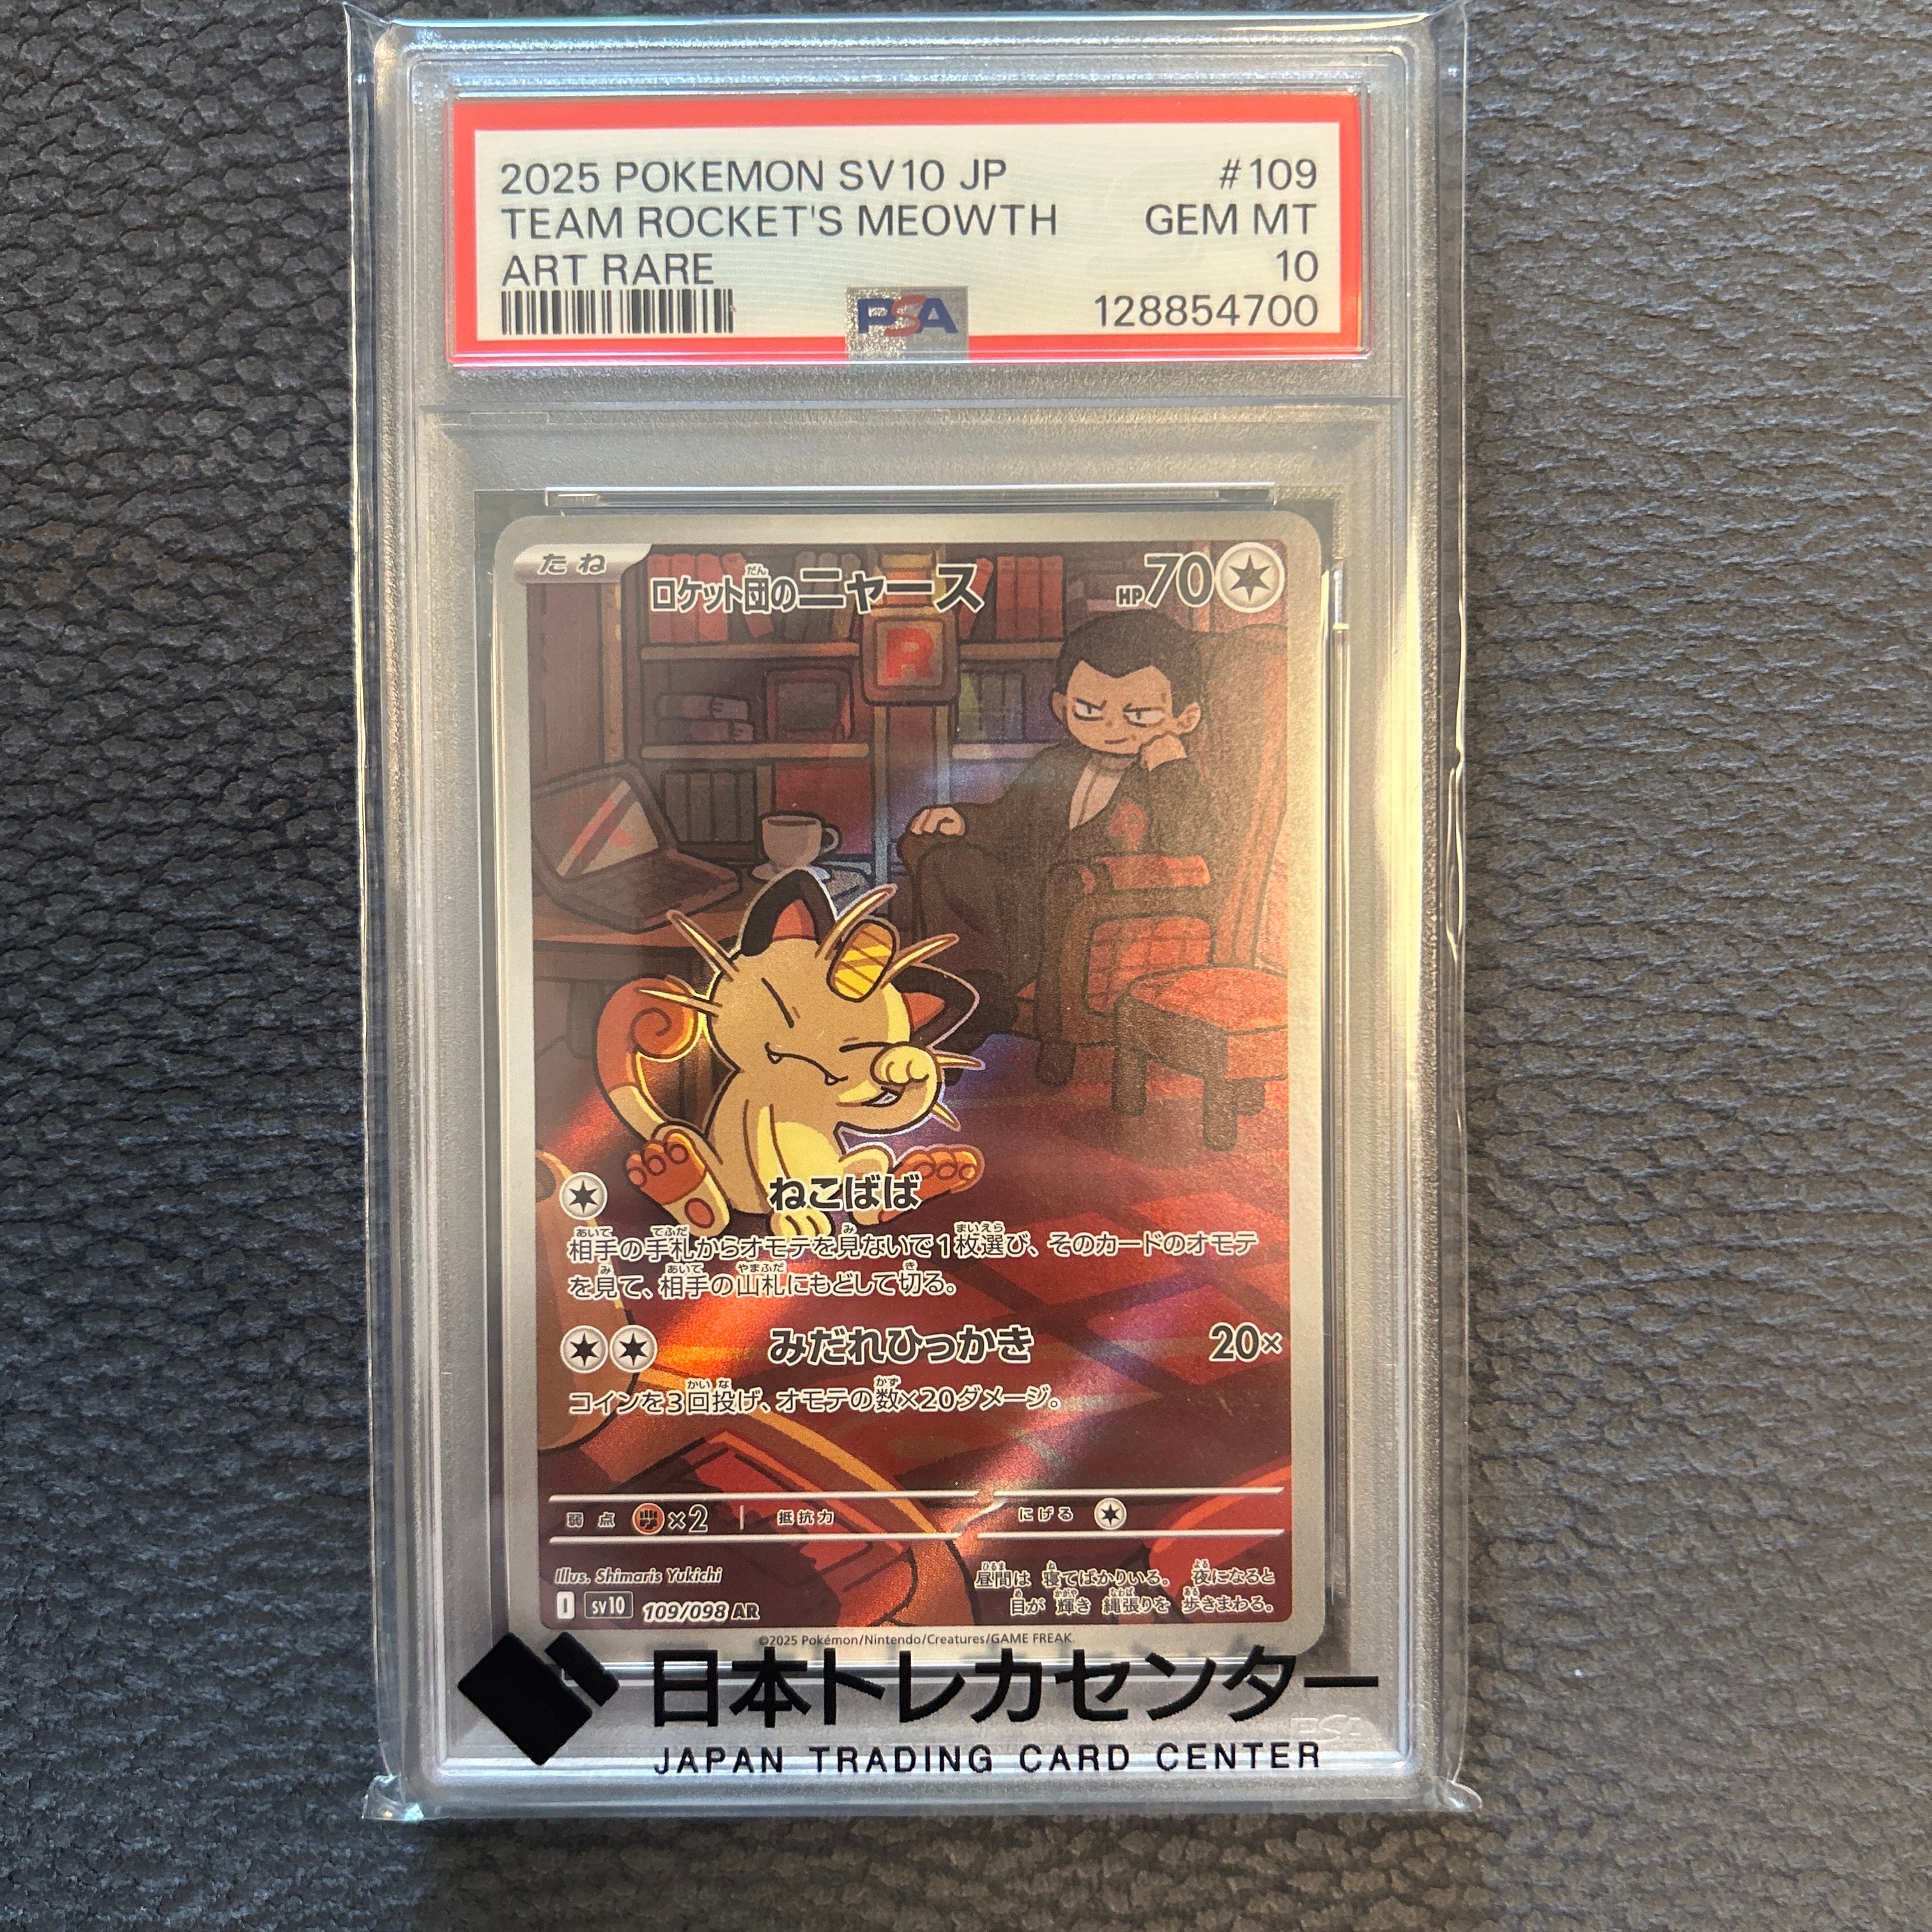 2025 POKEMON SV10 JP #109
TEAM ROCKET'S MEOWTH GEM MT
ART RARE 10
PSA 128854700
たね ロケット団のニャース HP70
だん
R
ねこばば
相手の手札からオモテを見ないで1枚選び、そのカードのオモテ
を見て、相手の山札にもどして切る。
みだれひっかき 20×
コインを3回投げ、オモテの数×20ダメージ。
弱点 ×2 抵抗力 にげる
Illus. Shimaris Yukichi
昼間は 寝てばかりいる。 夜になると
目が 輝き 縄張りを 歩きまわる。
I SV10 109/098 AR
©2025 Pokémon/Nintendo/Creatures/GAME FREAK.
日本トレカセンター
JAPAN TRADING CARD CENTER